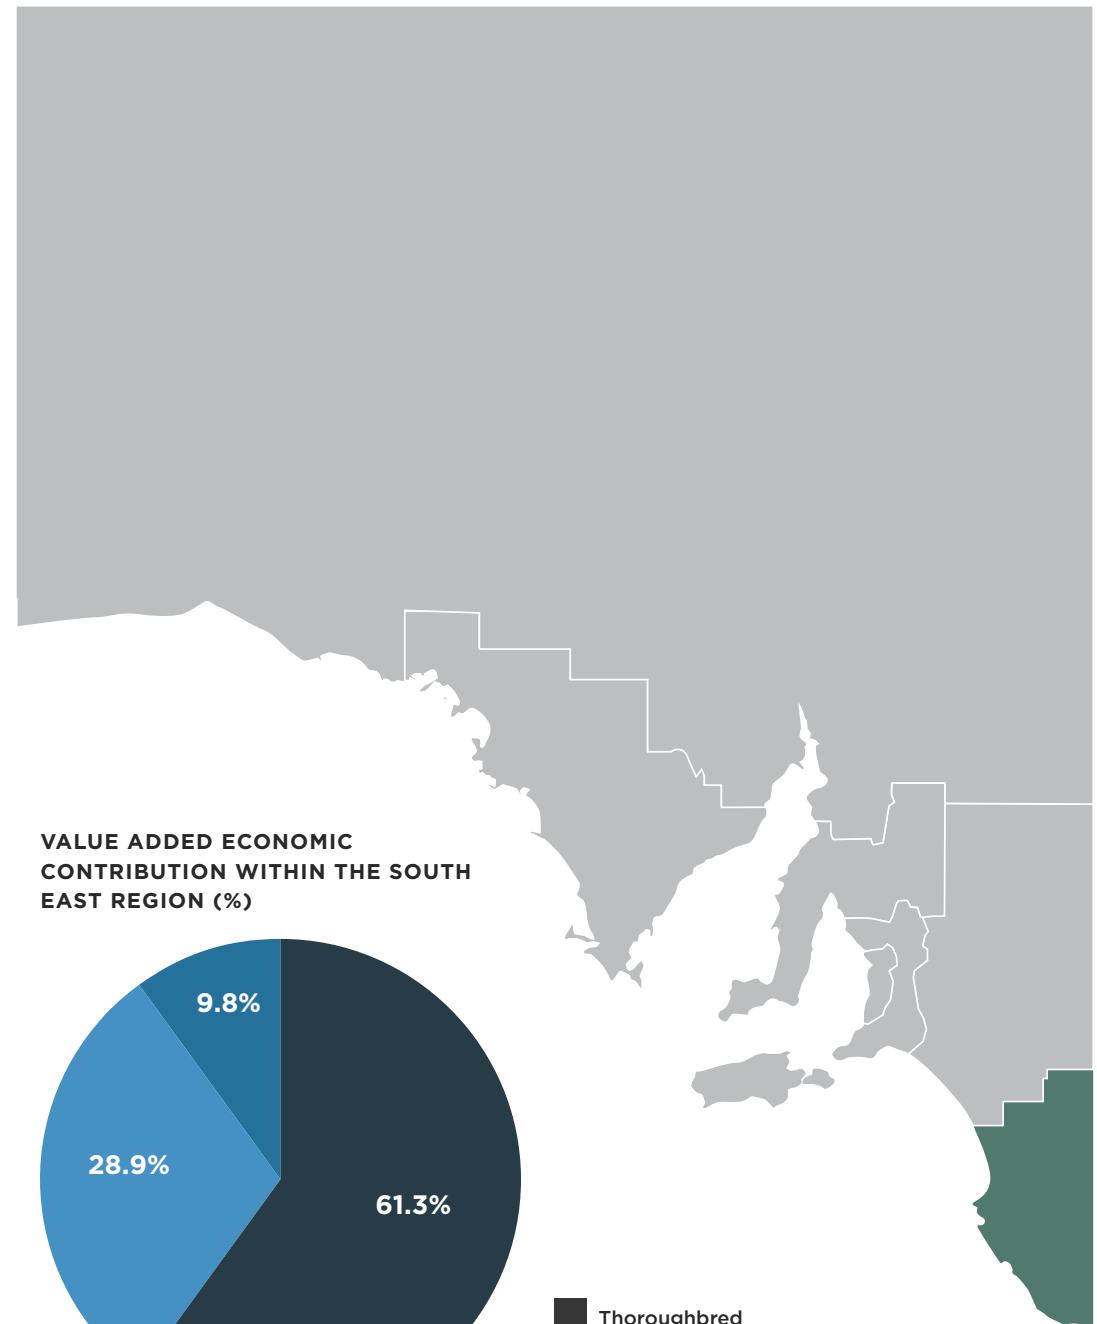 VALUE ADDED ECONOMIC
CONTRIBUTION WITHIN THE SOUTH
EAST REGION (%)
9.8%
28.9%
61.3%
Thoroughbred